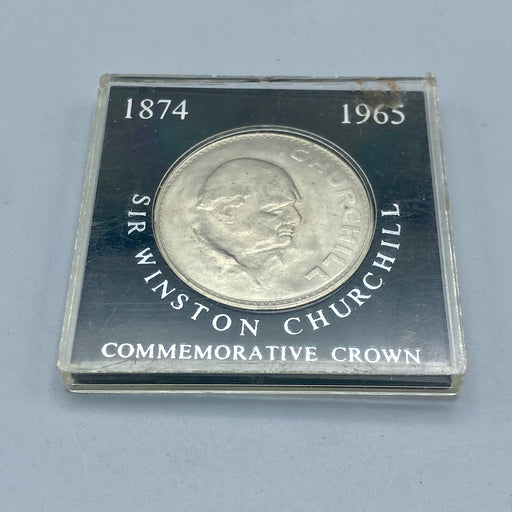 1874 1965
CHURCHILL
SIR WINSTON CHURCHILL
COMMEMORATIVE CROWN